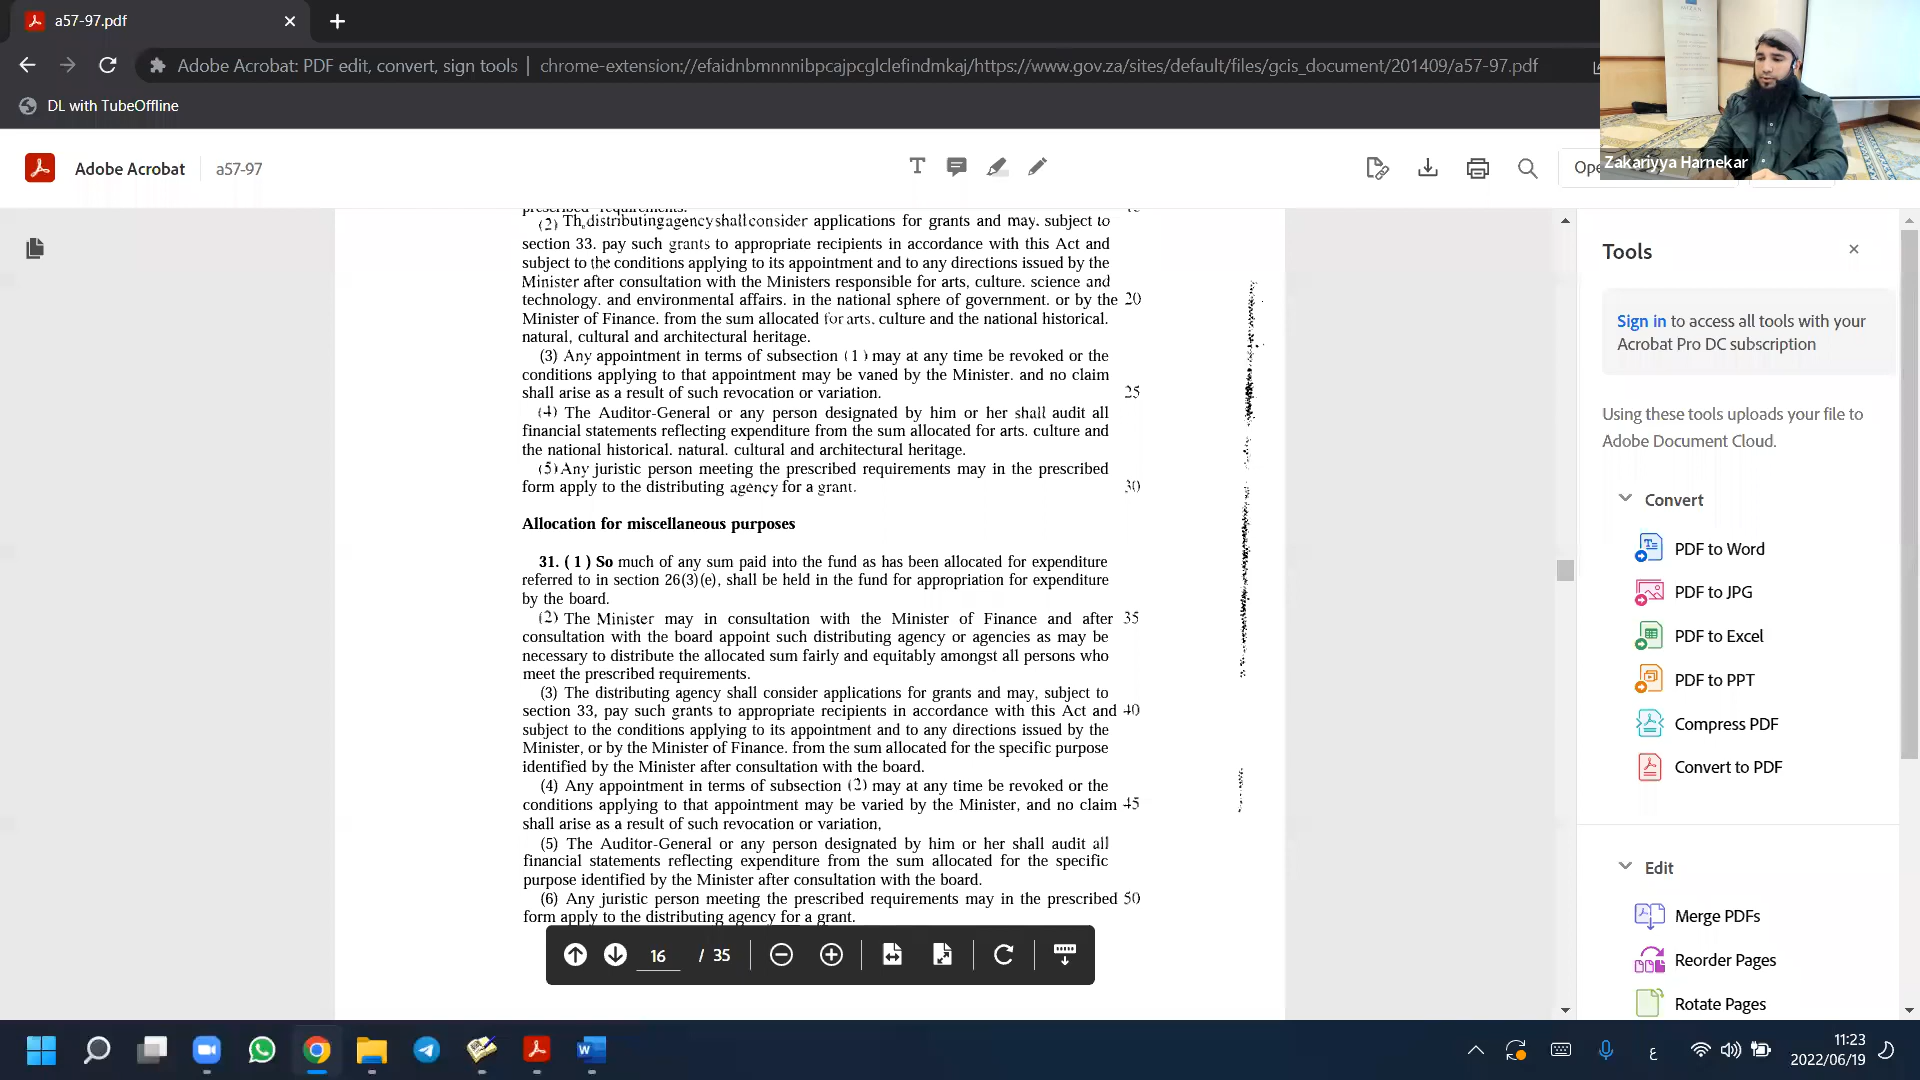 a57-97.pdf
Adobe Acrobat: PDF edit, convert, sign tools | chrome-extension://efaidnbmnnnibpcajpcglclefindmkaj/https://www.gov.za/sites/default/files/gcis_document/201409/a57-97.pdf
DL with TubeOffline
Zakariyya Harnekar
Adobe Acrobat a57-97
Ope
prescribed requirements.
(2) The distributing agency shall consider applications for grants and may, subject to
section 33. pay such grants to appropriate recipients in accordance with this Act and
subject to the conditions applying to its appointment and to any directions issued by the
Minister after consultation with the Ministers responsible for arts, culture. science and
technology. and environmental affairs. in the national sphere of government. or by the 20
Minister of Finance. from the sum allocated for arts, culture and the national historical.
natural, cultural and architectural heritage.
(3) Any appointment in terms of subsection (1) may at any time be revoked or the
conditions applying to that appointment may be vaned by the Minister. and no claim
shall arise as a result of such revocation or variation. 25
(4) The Auditor-General or any person designated by him or her shall audit all
financial statements reflecting expenditure from the sum allocated for arts. culture and
the national historical. natural. cultural and architectural heritage.
(5) Any juristic person meeting the prescribed requirements may in the prescribed
form apply to the distributing agency for a grant. 30
Allocation for miscellaneous purposes
31. (1) So much of any sum paid into the fund as has been allocated for expenditure
referred to in section 26(3)(e), shall be held in the fund for appropriation for expenditure
by the board.
(2) The Minister may in consultation with the Minister of Finance and after 35
consultation with the board appoint such distributing agency or agencies as may be
necessary to distribute the allocated sum fairly and equitably amongst all persons who
meet the prescribed requirements.
(3) The distributing agency shall consider applications for grants and may, subject to
section 33, pay such grants to appropriate recipients in accordance with this Act and 40
subject to the conditions applying to its appointment and to any directions issued by the
Minister, or by the Minister of Finance. from the sum allocated for the specific purpose
identified by the Minister after consultation with the board.
(4) Any appointment in terms of subsection (2) may at any time be revoked or the
conditions applying to that appointment may be varied by the Minister, and no claim 45
shall arise as a result of such revocation or variation,
(5) The Auditor-General or any person designated by him or her shall audit all
financial statements reflecting expenditure from the sum allocated for the specific
purpose identified by the Minister after consultation with the board.
(6) Any juristic person meeting the prescribed requirements may in the prescribed 50
form apply to the distributing agency for a grant.
16 / 35
Tools
Sign in to access all tools with your
Acrobat Pro DC subscription
Using these tools uploads your file to
Adobe Document Cloud.
Convert
PDF to Word
PDF to JPG
PDF to Excel
PDF to PPT
Compress PDF
Convert to PDF
Edit
Merge PDFs
Reorder Pages
Rotate Pages
ع
11:23
2022/06/19